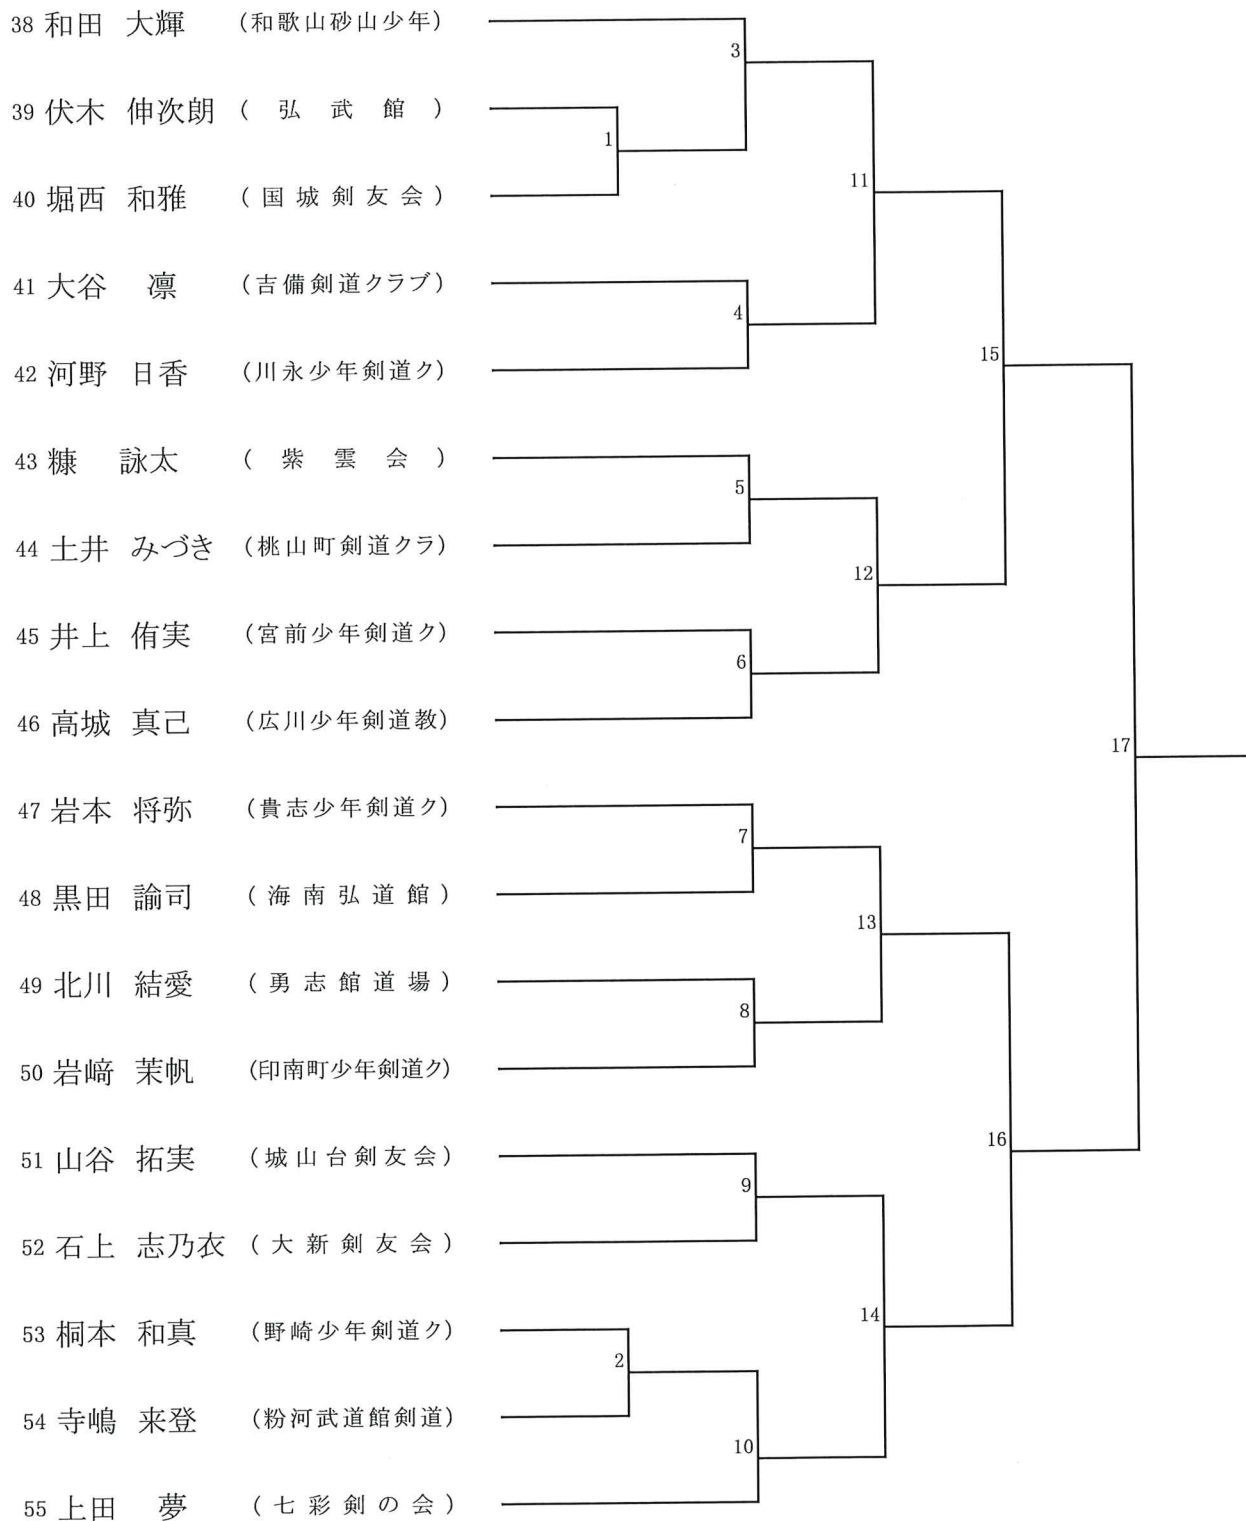 38 和田 大輝 (和歌山砂山少年)
3
39 伏木 伸次朗 (弘武館)
1
40 堀西 和雅 (国城剣友会)
11
41 大谷 凛 (吉備剣道クラブ)
4
42 河野 日香 (川永少年剣道ク)
15
43 糠 詠太 (紫雲会)
5
44 土井 みづき (桃山町剣道クラ)
12
45 井上 侑実 (宮前少年剣道ク)
6
46 高城 真己 (広川少年剣道教)
17
47 岩本 将弥 (貴志少年剣道ク)
7
48 黒田 諭司 (海南弘道館)
13
49 北川 結愛 (勇志館道場)
8
50 岩﨑 茉帆 (印南町少年剣道ク)
16
51 山谷 拓実 (城山台剣友会)
9
52 石上 志乃衣 (大新剣友会)
14
53 桐本 和真 (野崎少年剣道ク)
2
54 寺嶋 来登 (粉河武道館剣道)
10
55 上田 夢 (七彩剣の会)